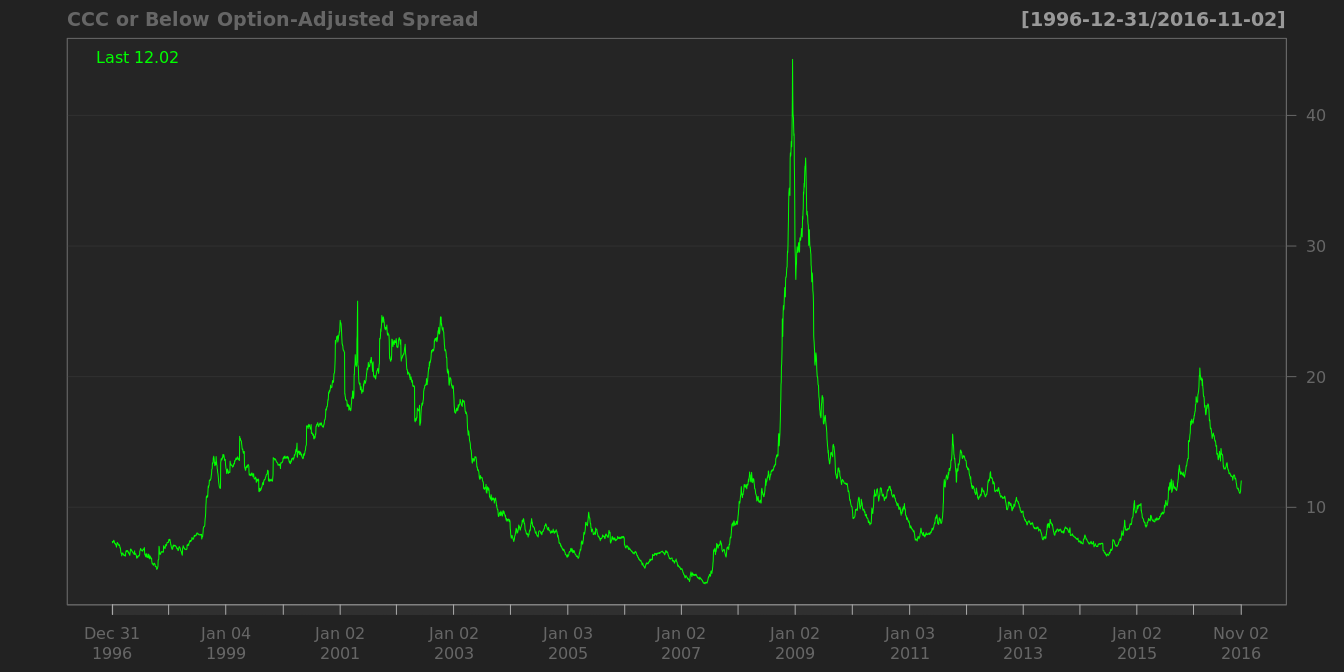 CCC or Below Option-Adjusted Spread [1996-12-31/2016-11-02]
Last 12.02
40
30
20
10
Dec 31 Jan 04 Jan 02 Jan 02 Jan 03 Jan 02 Jan 02 Jan 03 Jan 02 Jan 02 Nov 02
1996 1999 2001 2003 2005 2007 2009 2011 2013 2015 2016